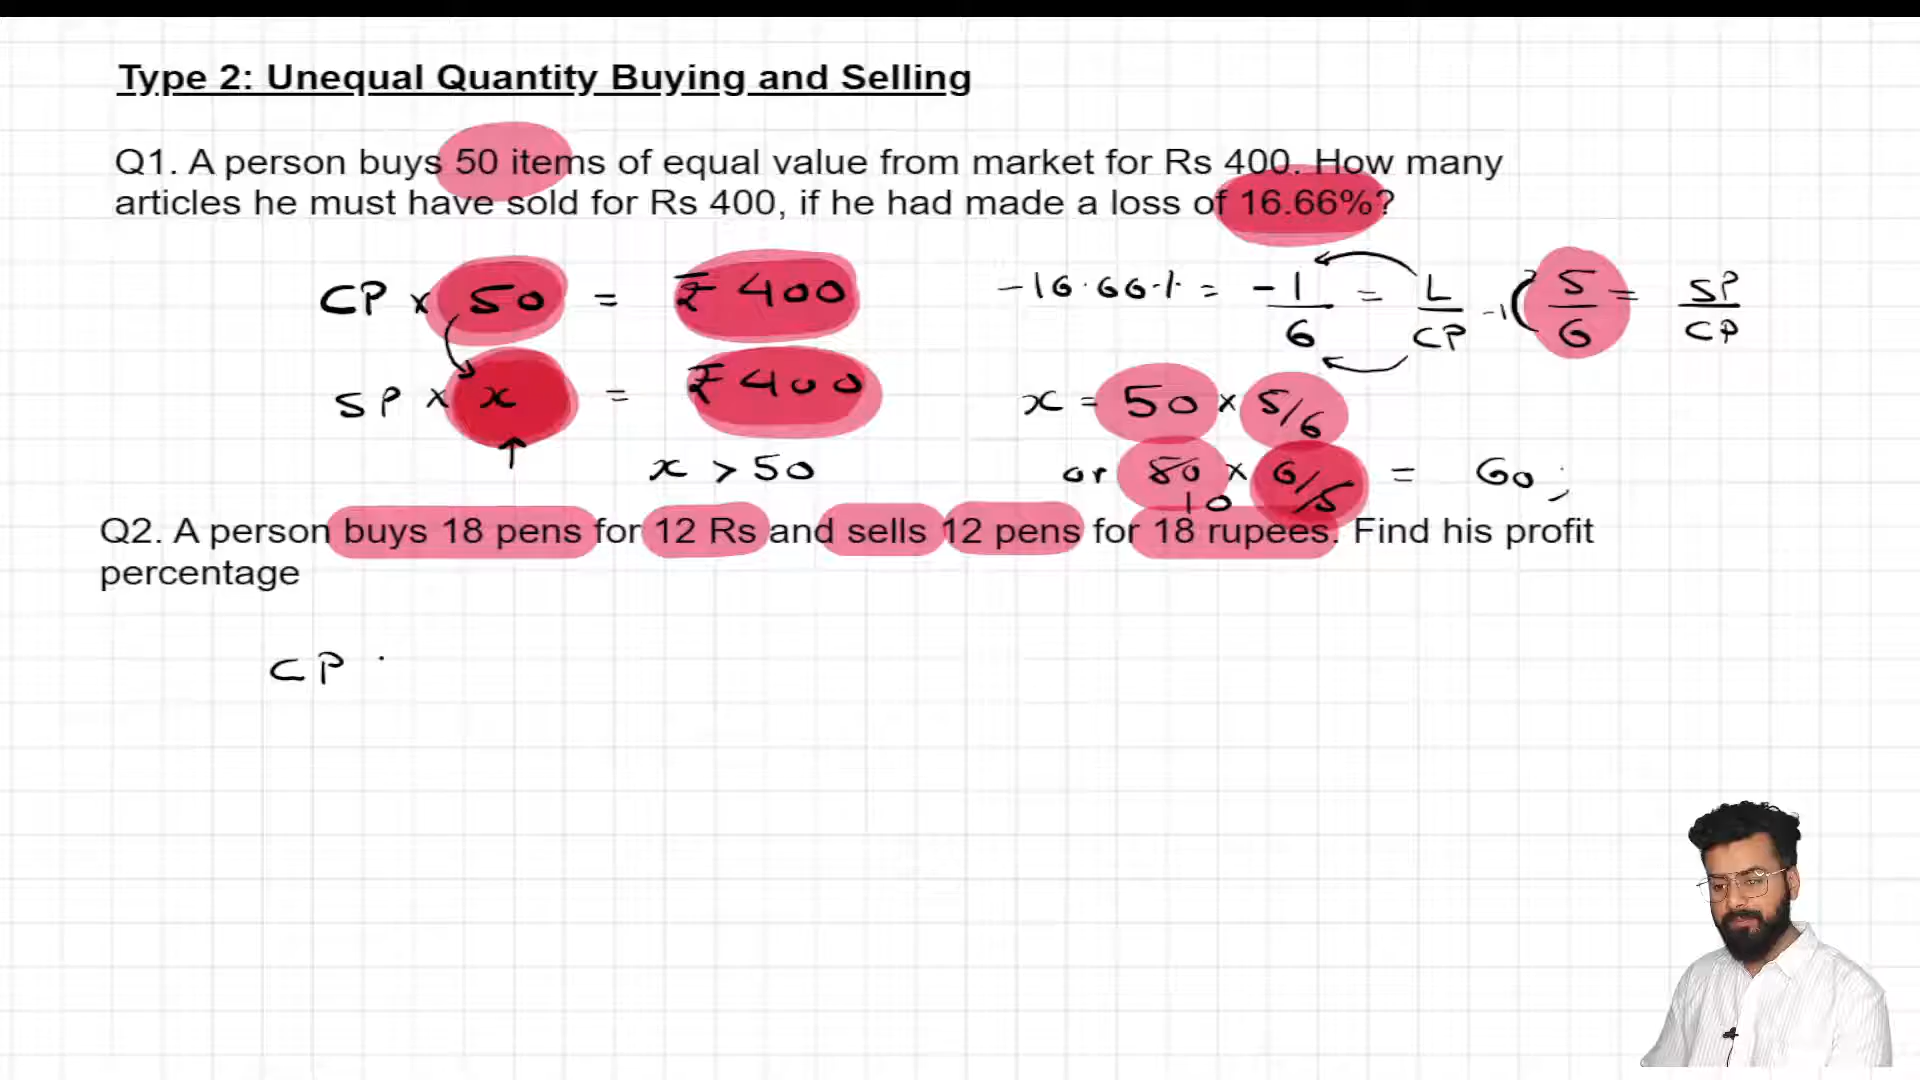 Type 2: Unequal Quantity Buying and Selling
Q1. A person buys 50 items of equal value from market for Rs 400. How many
articles he must have sold for Rs 400, if he had made a loss of 16.66%?
CP × 50 = ₹ 400
SP × x = ₹ 400
x > 50
-16.66% = -1/6 = L/CP -1 ( 5/6 = SP/CP
x = 50 × 5/6
or 50 × 6/5 = 60;
10
Q2. A person buys 18 pens for 12 Rs and sells 12 pens for 18 rupees. Find his profit
percentage
CP